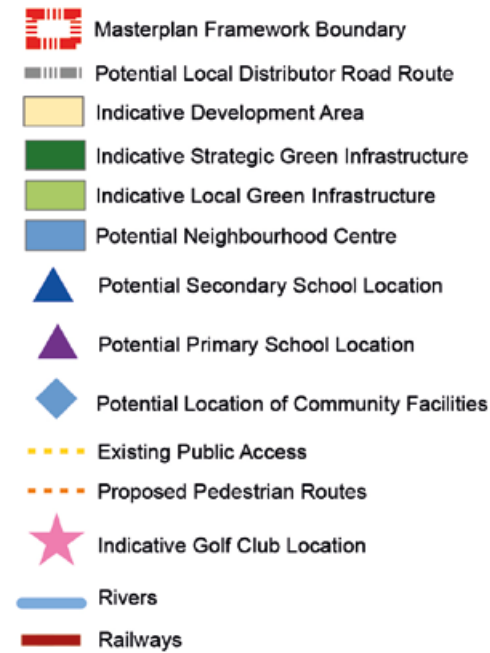 Masterplan Framework Boundary
Potential Local Distributor Road Route
Indicative Development Area
Indicative Strategic Green Infrastructure
Indicative Local Green Infrastructure
Potential Neighbourhood Centre
Potential Secondary School Location
Potential Primary School Location
Potential Location of Community Facilities
Existing Public Access
Proposed Pedestrian Routes
Indicative Golf Club Location
Rivers
Railways